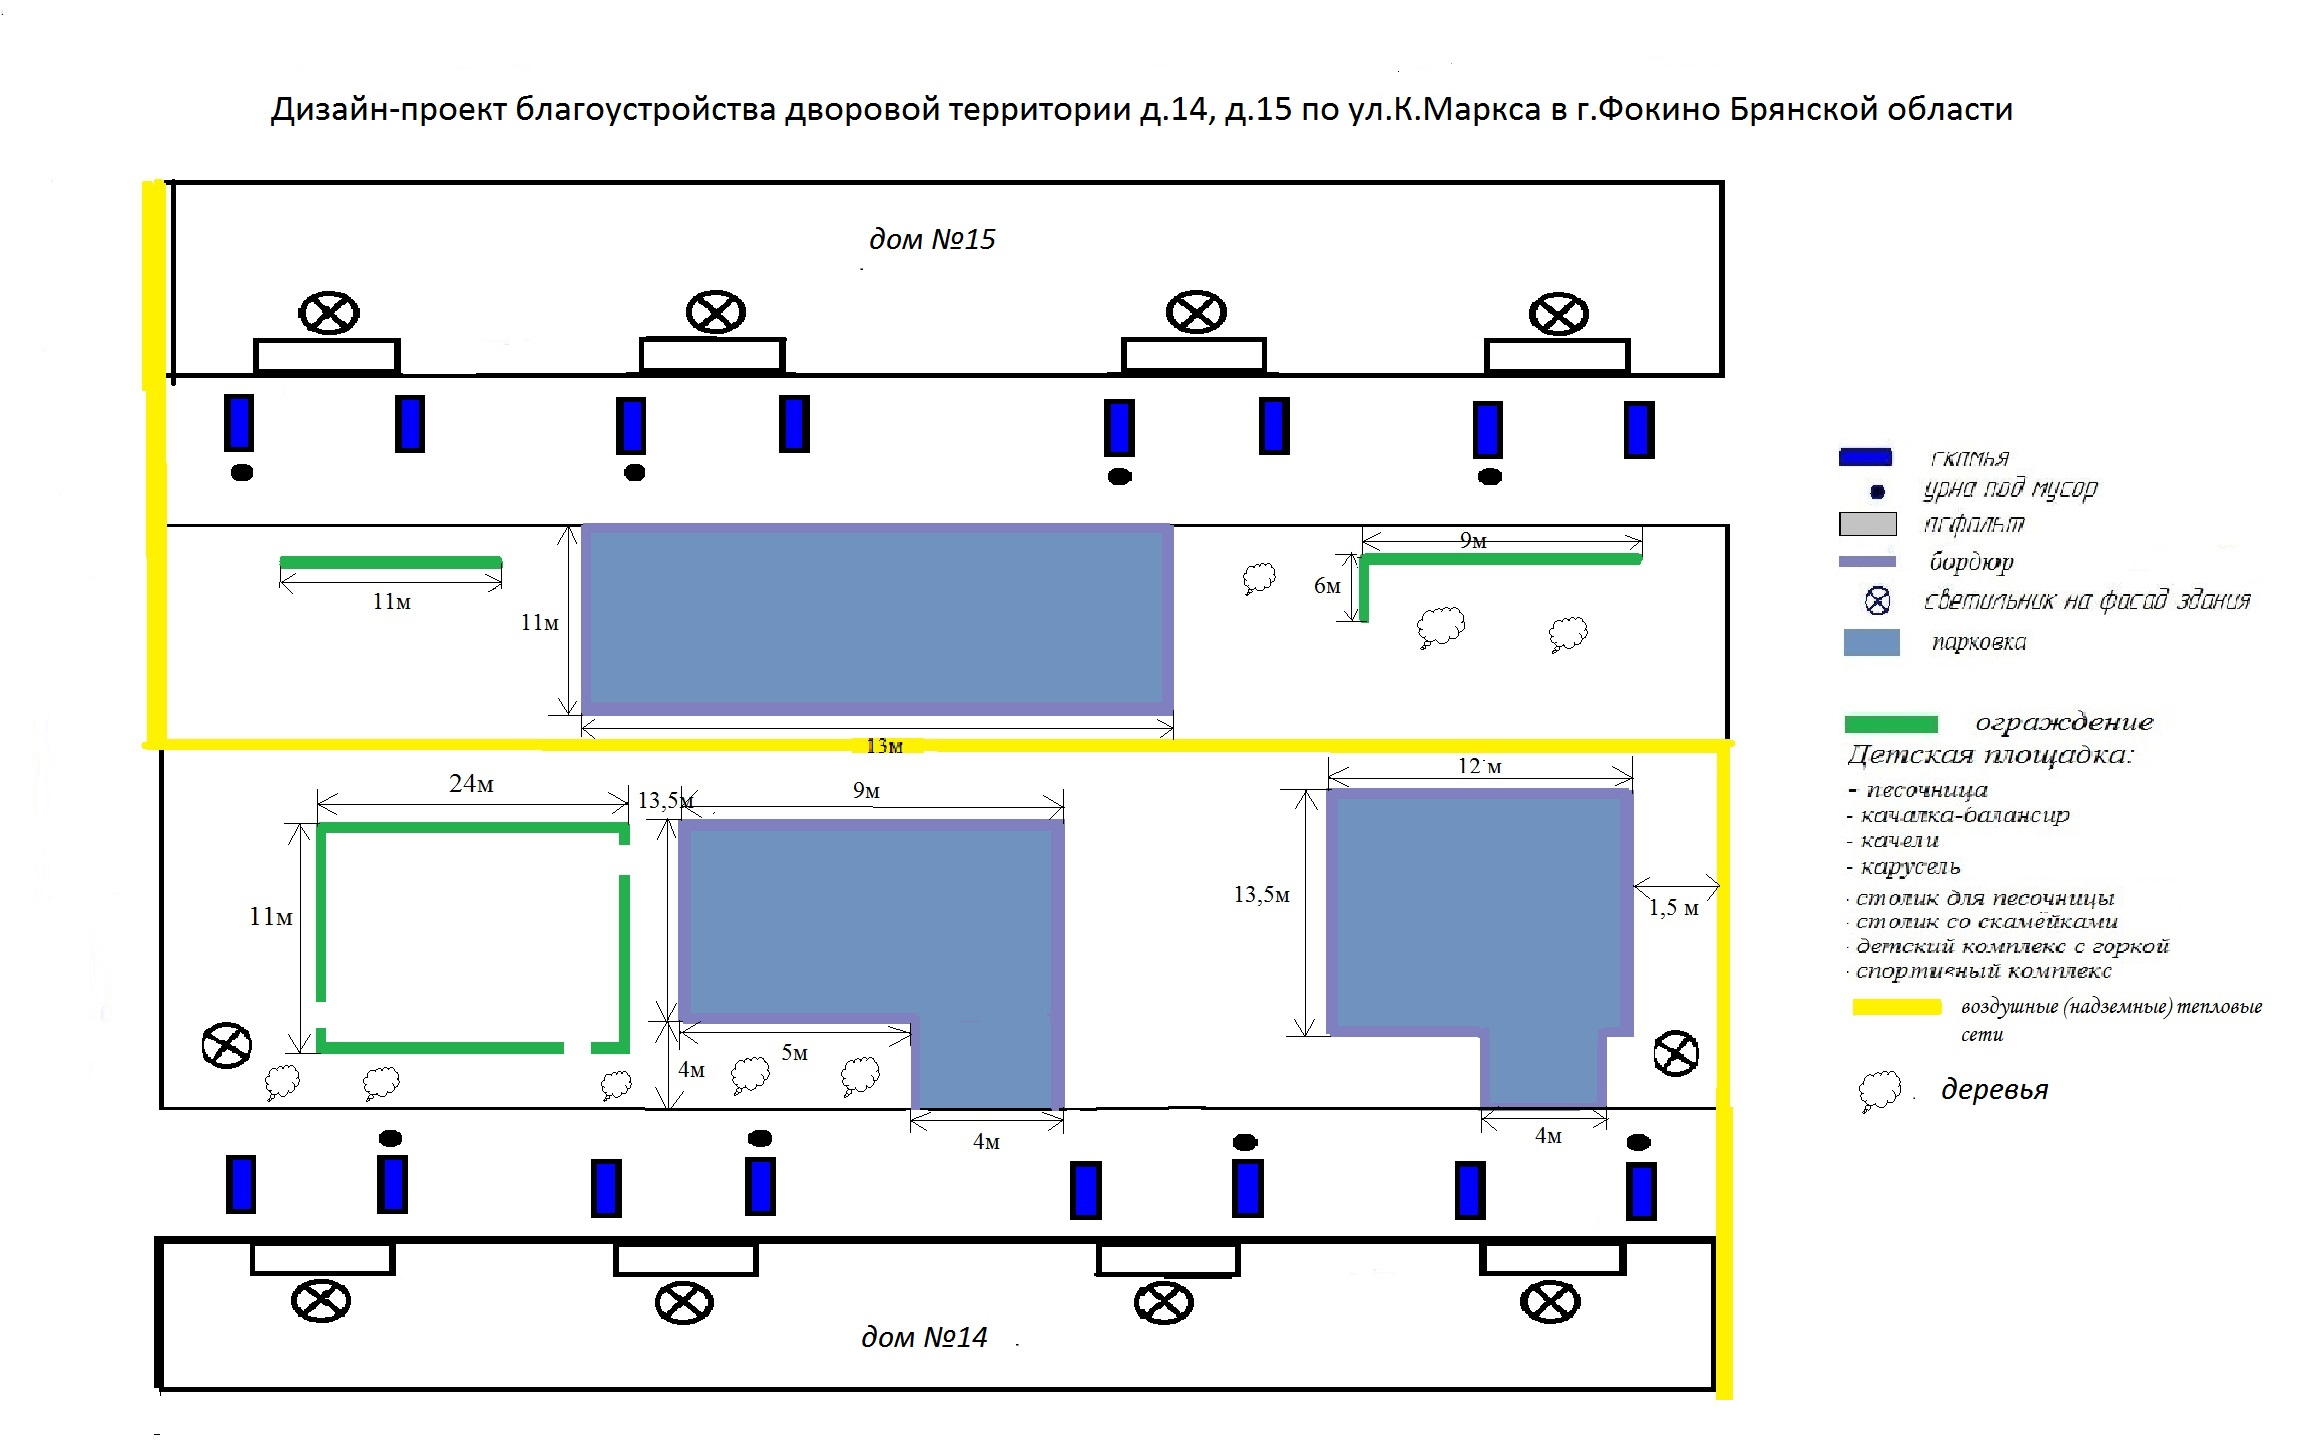 Дизайн-проект благоустройства дворовой территории д.14, д.15 по ул.К.Маркса в г.Фокино Брянской области
дом №15
скамья
урна под мусор
асфальт
бордюр
светильник на фасад здания
парковка
11м
11м
13м
9м
6м
ограждение
Детская площадка:
- песочница
- качалка-балансир
- качели
- карусель
- столик для песочницы
- столик со скамейками
- детский комплекс с горкой
- спортивный комплекс
воздушные (надземные) тепловые
сети
деревья
24м
11м
13,5м
9м
5м
4м
4м
12 м
13,5м
1,5 м
4м
дом №14